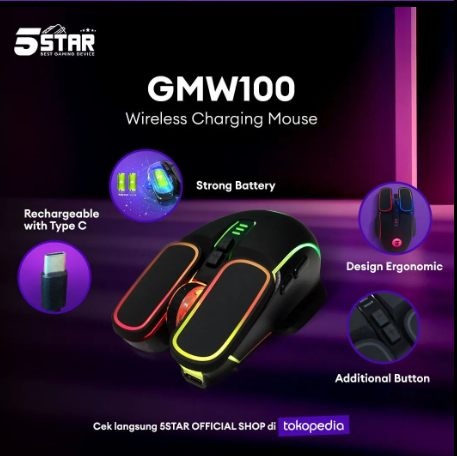 5STAR
BEST GAMING DEVICE
GMW100
Wireless Charging Mouse
Strong Battery
Rechargeable
with Type C
Design Ergonomic
Additional Button
Cek langsung 5STAR OFFICIAL SHOP di tokopedia